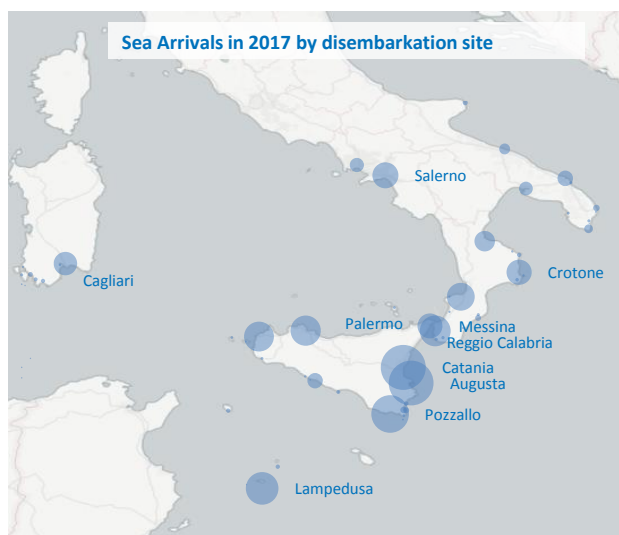 Sea Arrivals in 2017 by disembarkation site
Salerno
Crotone
Cagliari
Palermo
Messina
Reggio Calabria
Catania
Augusta
Pozzallo
Lampedusa